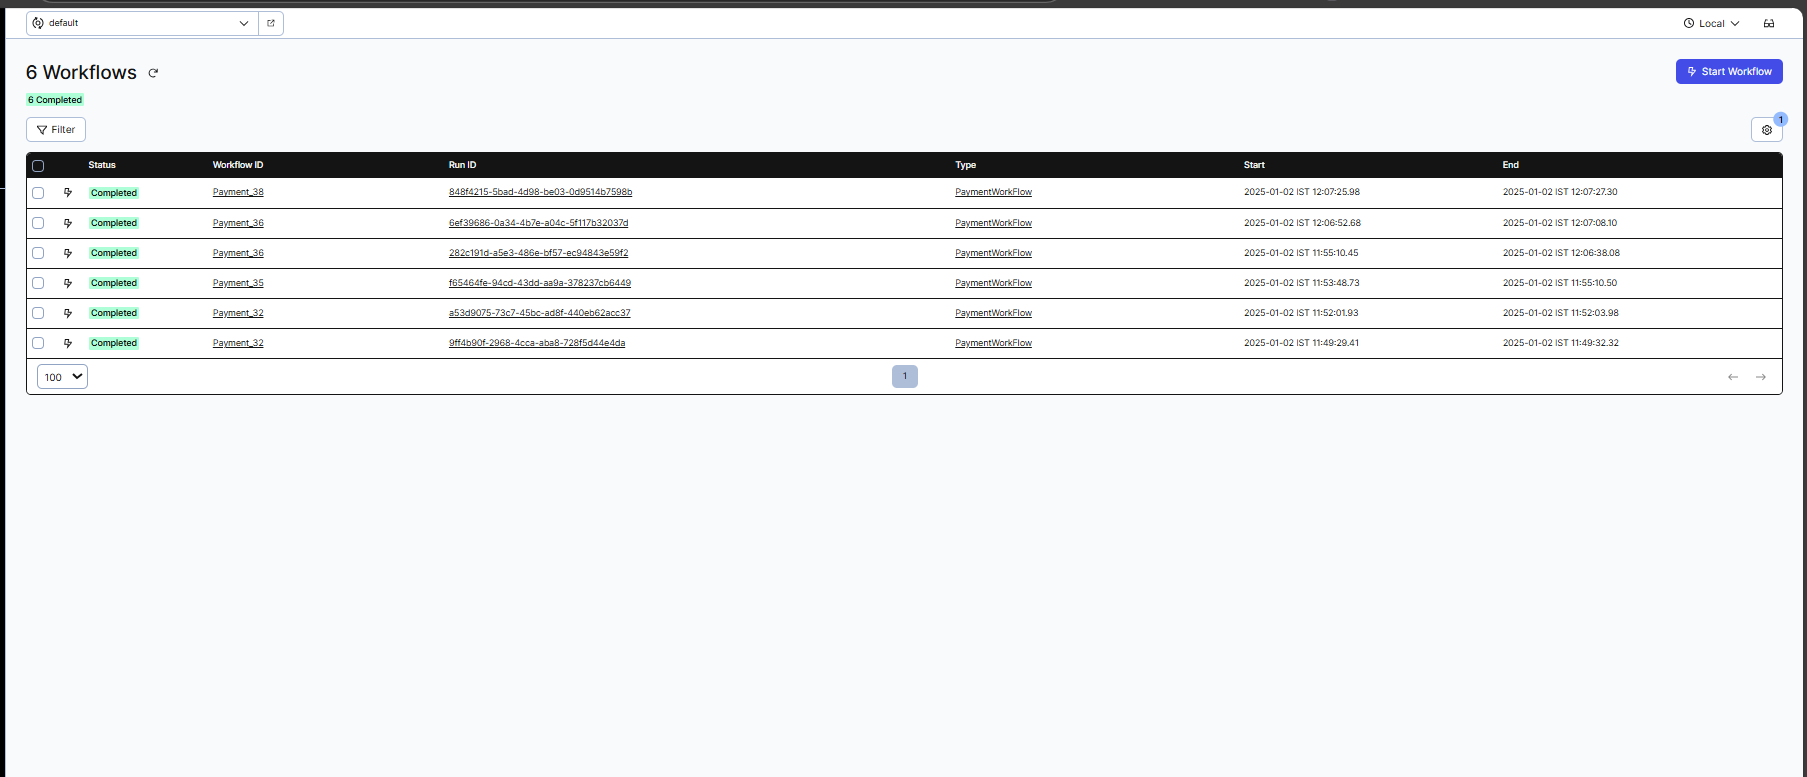 default
Local
6 Workflows
Start Workflow
6 Completed
Filter
1
Status Workflow ID Run ID Type Start End
Completed Payment_38 848f4215-5bad-4d98-be03-0d9514b7598b PaymentWorkFlow 2025-01-02 IST 12:07:25.98 2025-01-02 IST 12:07:27.30
Completed Payment_36 6ef39686-0a34-4b7e-a04c-5f117b32037d PaymentWorkFlow 2025-01-02 IST 12:06:52.68 2025-01-02 IST 12:07:08.10
Completed Payment_36 282c191d-a5e3-486e-bf57-ec94843e59f2 PaymentWorkFlow 2025-01-02 IST 11:55:10.45 2025-01-02 IST 12:06:38.08
Completed Payment_35 f65464fe-94cd-43dd-aa9a-378237cb6449 PaymentWorkFlow 2025-01-02 IST 11:53:48.73 2025-01-02 IST 11:55:10.50
Completed Payment_32 a53d9075-73c7-45bc-ad8f-440eb62acc37 PaymentWorkFlow 2025-01-02 IST 11:52:01.93 2025-01-02 IST 11:52:03.98
Completed Payment_32 9ff4b90f-2968-4cca-aba8-728f5d44e4da PaymentWorkFlow 2025-01-02 IST 11:49:29.41 2025-01-02 IST 11:49:32.32
100 1